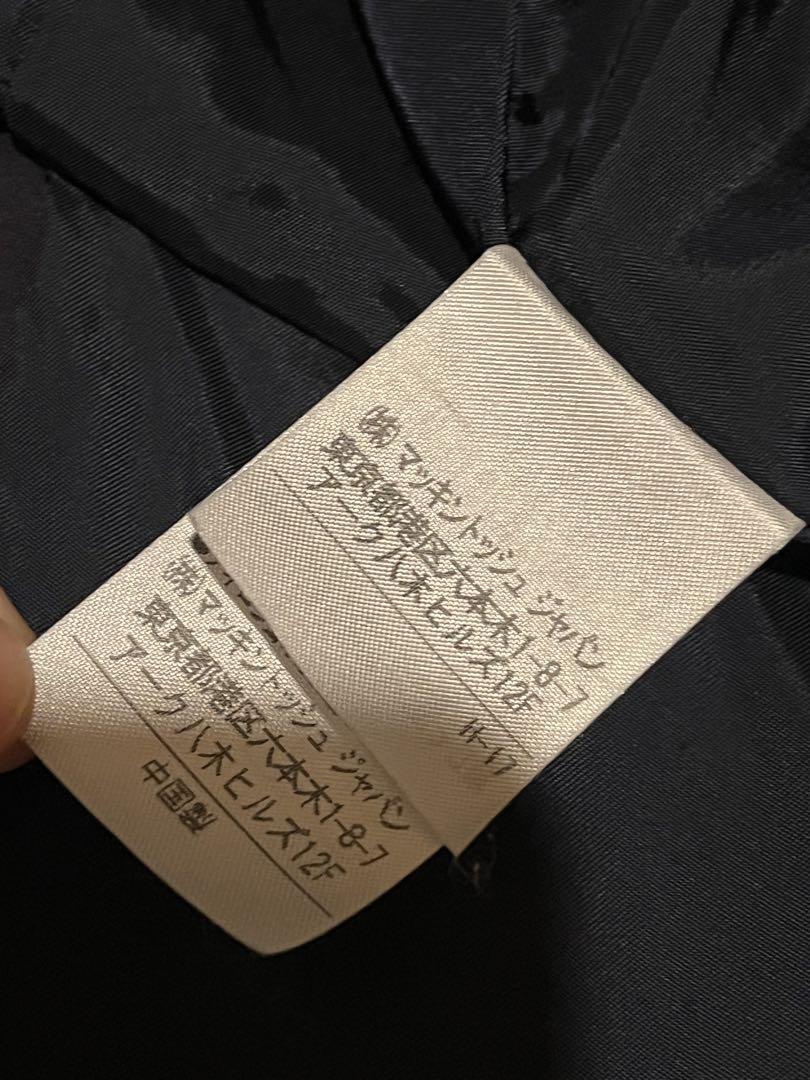 ㈱ マッキントッシュ ジャパン
東京都港区六本木1-8-7
アーク八木ヒルズ12F
㈱マッキントッシュ ジャパン
東京都港区六本木1-8-7
アーク八木ヒルズ12F
中国製